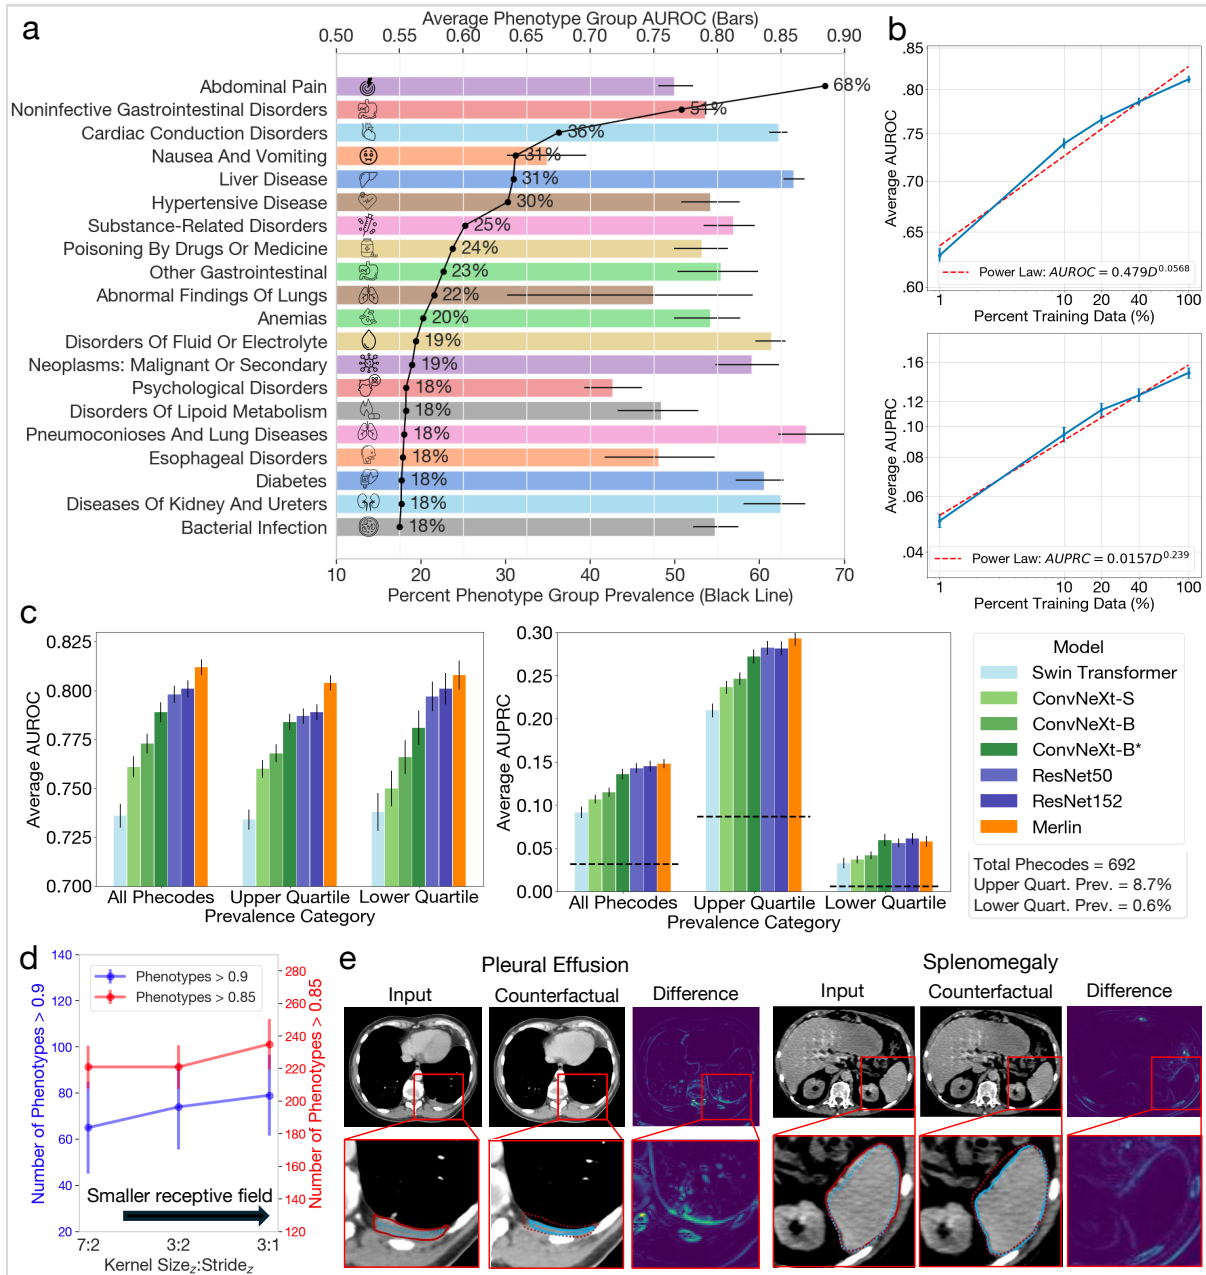 a
Average Phenotype Group AUROC (Bars)
0.50 0.55 0.60 0.65 0.70 0.75 0.80 0.85 0.90
Abdominal Pain 68%
Noninfective Gastrointestinal Disorders 51%
Cardiac Conduction Disorders 36%
Nausea And Vomiting 31%
Liver Disease 31%
Hypertensive Disease 30%
Substance-Related Disorders 25%
Poisoning By Drugs Or Medicine 24%
Other Gastrointestinal 23%
Abnormal Findings Of Lungs 22%
Anemias 20%
Disorders Of Fluid Or Electrolyte 19%
Neoplasms: Malignant Or Secondary 19%
Psychological Disorders 18%
Disorders Of Lipoid Metabolism 18%
Pneumoconioses And Lung Diseases 18%
Esophageal Disorders 18%
Diabetes 18%
Diseases Of Kidney And Ureters 18%
Bacterial Infection 18%
10 20 30 40 50 60 70
Percent Phenotype Group Prevalence (Black Line)
b
Average AUROC
.85
.80
.75
.70
.65
.60
Power Law: AUROC = 0.479D^0.0568
1 10 20 40 100
Percent Training Data (%)
Average AUPRC
.16
.12
.10
.08
.06
.04
Power Law: AUPRC = 0.0157D^0.239
1 10 20 40 100
Percent Training Data (%)
c
Average AUROC
0.825
0.800
0.775
0.750
0.725
0.700
All Phecodes Upper Quartile Lower Quartile
Prevalence Category
Average AUPRC
0.30
0.25
0.20
0.15
0.10
0.05
0.00
All Phecodes Upper Quartile Lower Quartile
Prevalence Category
Model
Swin Transformer
ConvNeXt-S
ConvNeXt-B
ConvNeXt-B*
ResNet50
ResNet152
Merlin
Total Phecodes = 692
Upper Quart. Prev. = 8.7%
Lower Quart. Prev. = 0.6%
d
Number of Phenotypes > 0.9
140
120
100
80
60
40
20
Phenotypes > 0.9
Phenotypes > 0.85
Number of Phenotypes > 0.85
280
260
240
220
200
180
160
140
120
Smaller receptive field
7:2 3:2 3:1
Kernel Size_z:Stride_z
e
Pleural Effusion
Input Counterfactual Difference
Splenomegaly
Input Counterfactual Difference